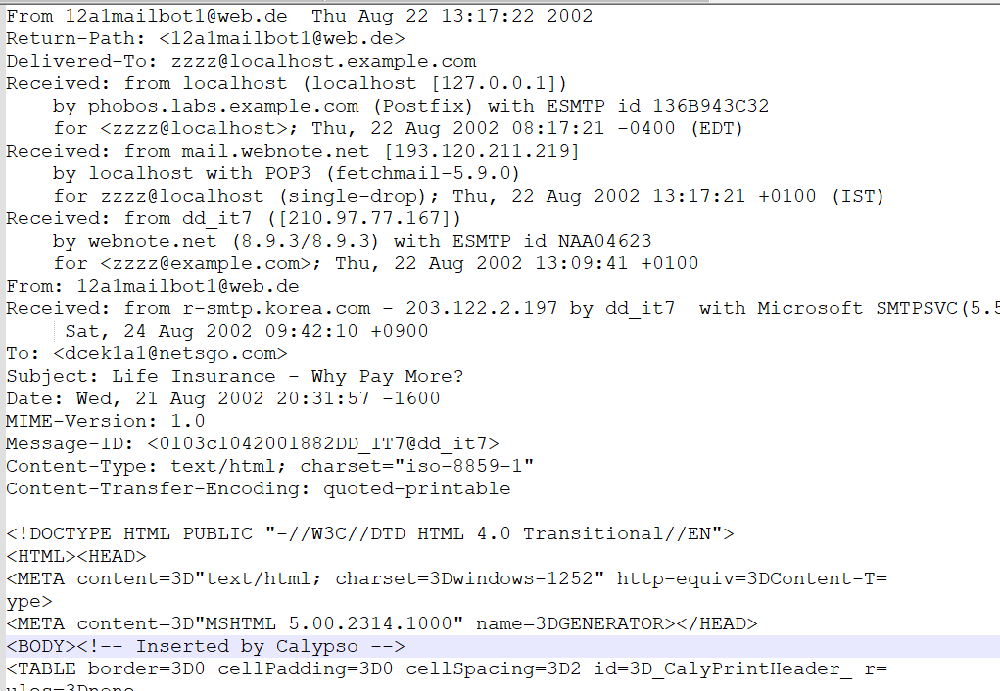 From 12a1mailbot1@web.de  Thu Aug 22 13:17:22 2002
Return-Path: <12a1mailbot1@web.de>
Delivered-To: zzzz@localhost.example.com
Received: from localhost (localhost [127.0.0.1])
    by phobos.labs.example.com (Postfix) with ESMTP id 136B943C32
    for <zzzz@localhost>; Thu, 22 Aug 2002 08:17:21 -0400 (EDT)
Received: from mail.webnote.net [193.120.211.219]
    by localhost with POP3 (fetchmail-5.9.0)
    for zzzz@localhost (single-drop); Thu, 22 Aug 2002 13:17:21 +0100 (IST)
Received: from dd_it7 ([210.97.77.167])
    by webnote.net (8.9.3/8.9.3) with ESMTP id NAA04623
    for <zzzz@example.com>; Thu, 22 Aug 2002 13:09:41 +0100
From: 12a1mailbot1@web.de
Received: from r-smtp.korea.com - 203.122.2.197 by dd_it7  with Microsoft SMTPSVC(5.5
     Sat, 24 Aug 2002 09:42:10 +0900
To: <dcek1a1@netsgo.com>
Subject: Life Insurance - Why Pay More?
Date: Wed, 21 Aug 2002 20:31:57 -1600
MIME-Version: 1.0
Message-ID: <0103c1042001882DD_IT7@dd_it7>
Content-Type: text/html; charset="iso-8859-1"
Content-Transfer-Encoding: quoted-printable

<!DOCTYPE HTML PUBLIC "-//W3C//DTD HTML 4.0 Transitional//EN">
<HTML><HEAD>
<META content=3D"text/html; charset=3Dwindows-1252" http-equiv=3DContent-T=
ype>
<META content=3D"MSHTML 5.00.2314.1000" name=3DGENERATOR></HEAD>
<BODY><!-- Inserted by Calypso -->
<TABLE border=3D0 cellPadding=3D0 cellSpacing=3D2 id=3D_CalyPrintHeader_ r=
ules=3Dnone